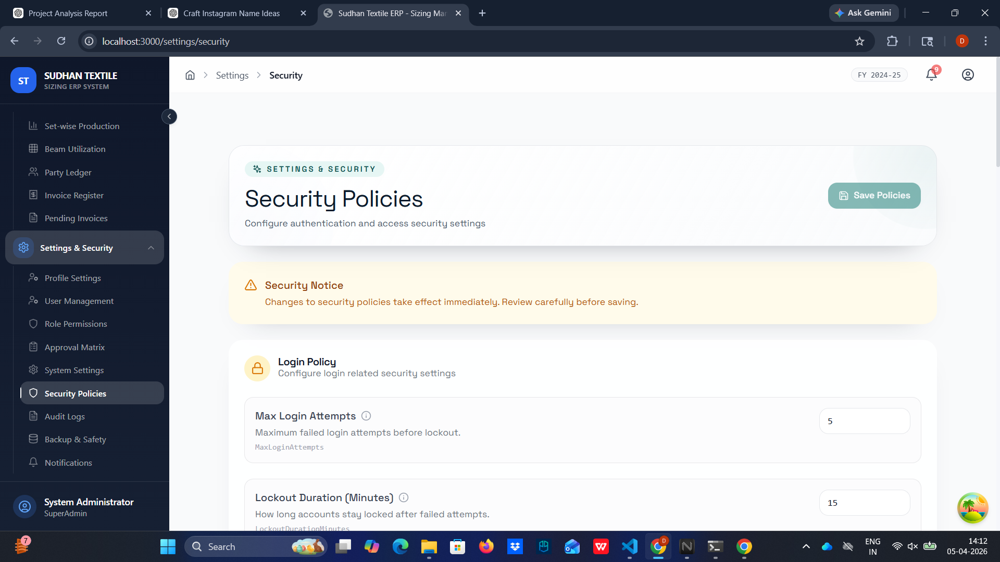 Project Analysis Report
Craft Instagram Name Ideas
Sudhan Textile ERP - Sizing Mar
Ask Gemini
localhost:3000/settings/security
D
ST
SUDHAN TEXTILE
SIZING ERP SYSTEM
Settings
Security
FY 2024-25
9
Set-wise Production
Beam Utilization
Party Ledger
Invoice Register
Pending Invoices
Settings & Security
Profile Settings
User Management
Role Permissions
Approval Matrix
System Settings
Security Policies
Audit Logs
Backup & Safety
Notifications
System Administrator
SuperAdmin
SETTINGS & SECURITY
Security Policies
Configure authentication and access security settings
Save Policies
Security Notice
Changes to security policies take effect immediately. Review carefully before saving.
Login Policy
Configure login related security settings
Max Login Attempts
Maximum failed login attempts before lockout.
MaxLoginAttempts
5
Lockout Duration (Minutes)
How long accounts stay locked after failed attempts.
LockoutDurationMinutes
15
7
Search
D
ENG
IN
14:12
05-04-2026